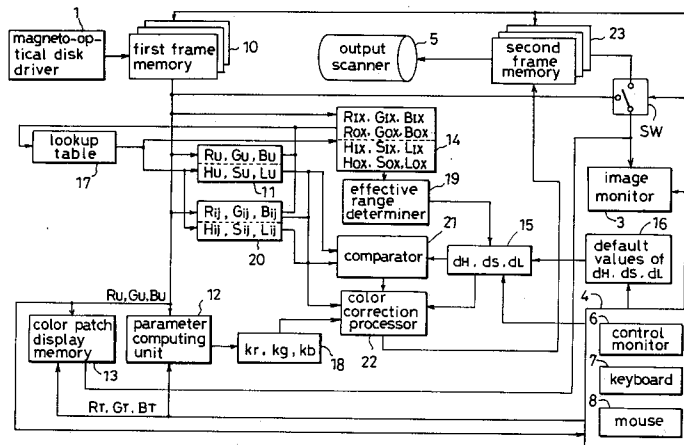 1
magneto-op-
tical disk
driver
10
first frame
memory
output
scanner
5
23
second
frame
memory
SW
lookup
table
17
RU, GU, BU
HU, SU, LU
11
RIX. GIX. BIX
ROX. GOX. BOX
HIX. SIX. LIX
HOX. SOX. LOX
14
effective
range
determiner
19
image
monitor
3
16
default
values of
dH. dS. dL
Rij, Gij, Bij
Hij, Sij, Lij
20
21
comparator
15
dH. dS. dL
RU, GU, BU
color patch
display
memory
13
12
parameter
computing
unit
kr, kg, kb
18
color
correction
processor
22
4
6
control
monitor
7
keyboard
8
mouse
RT. GT. BT